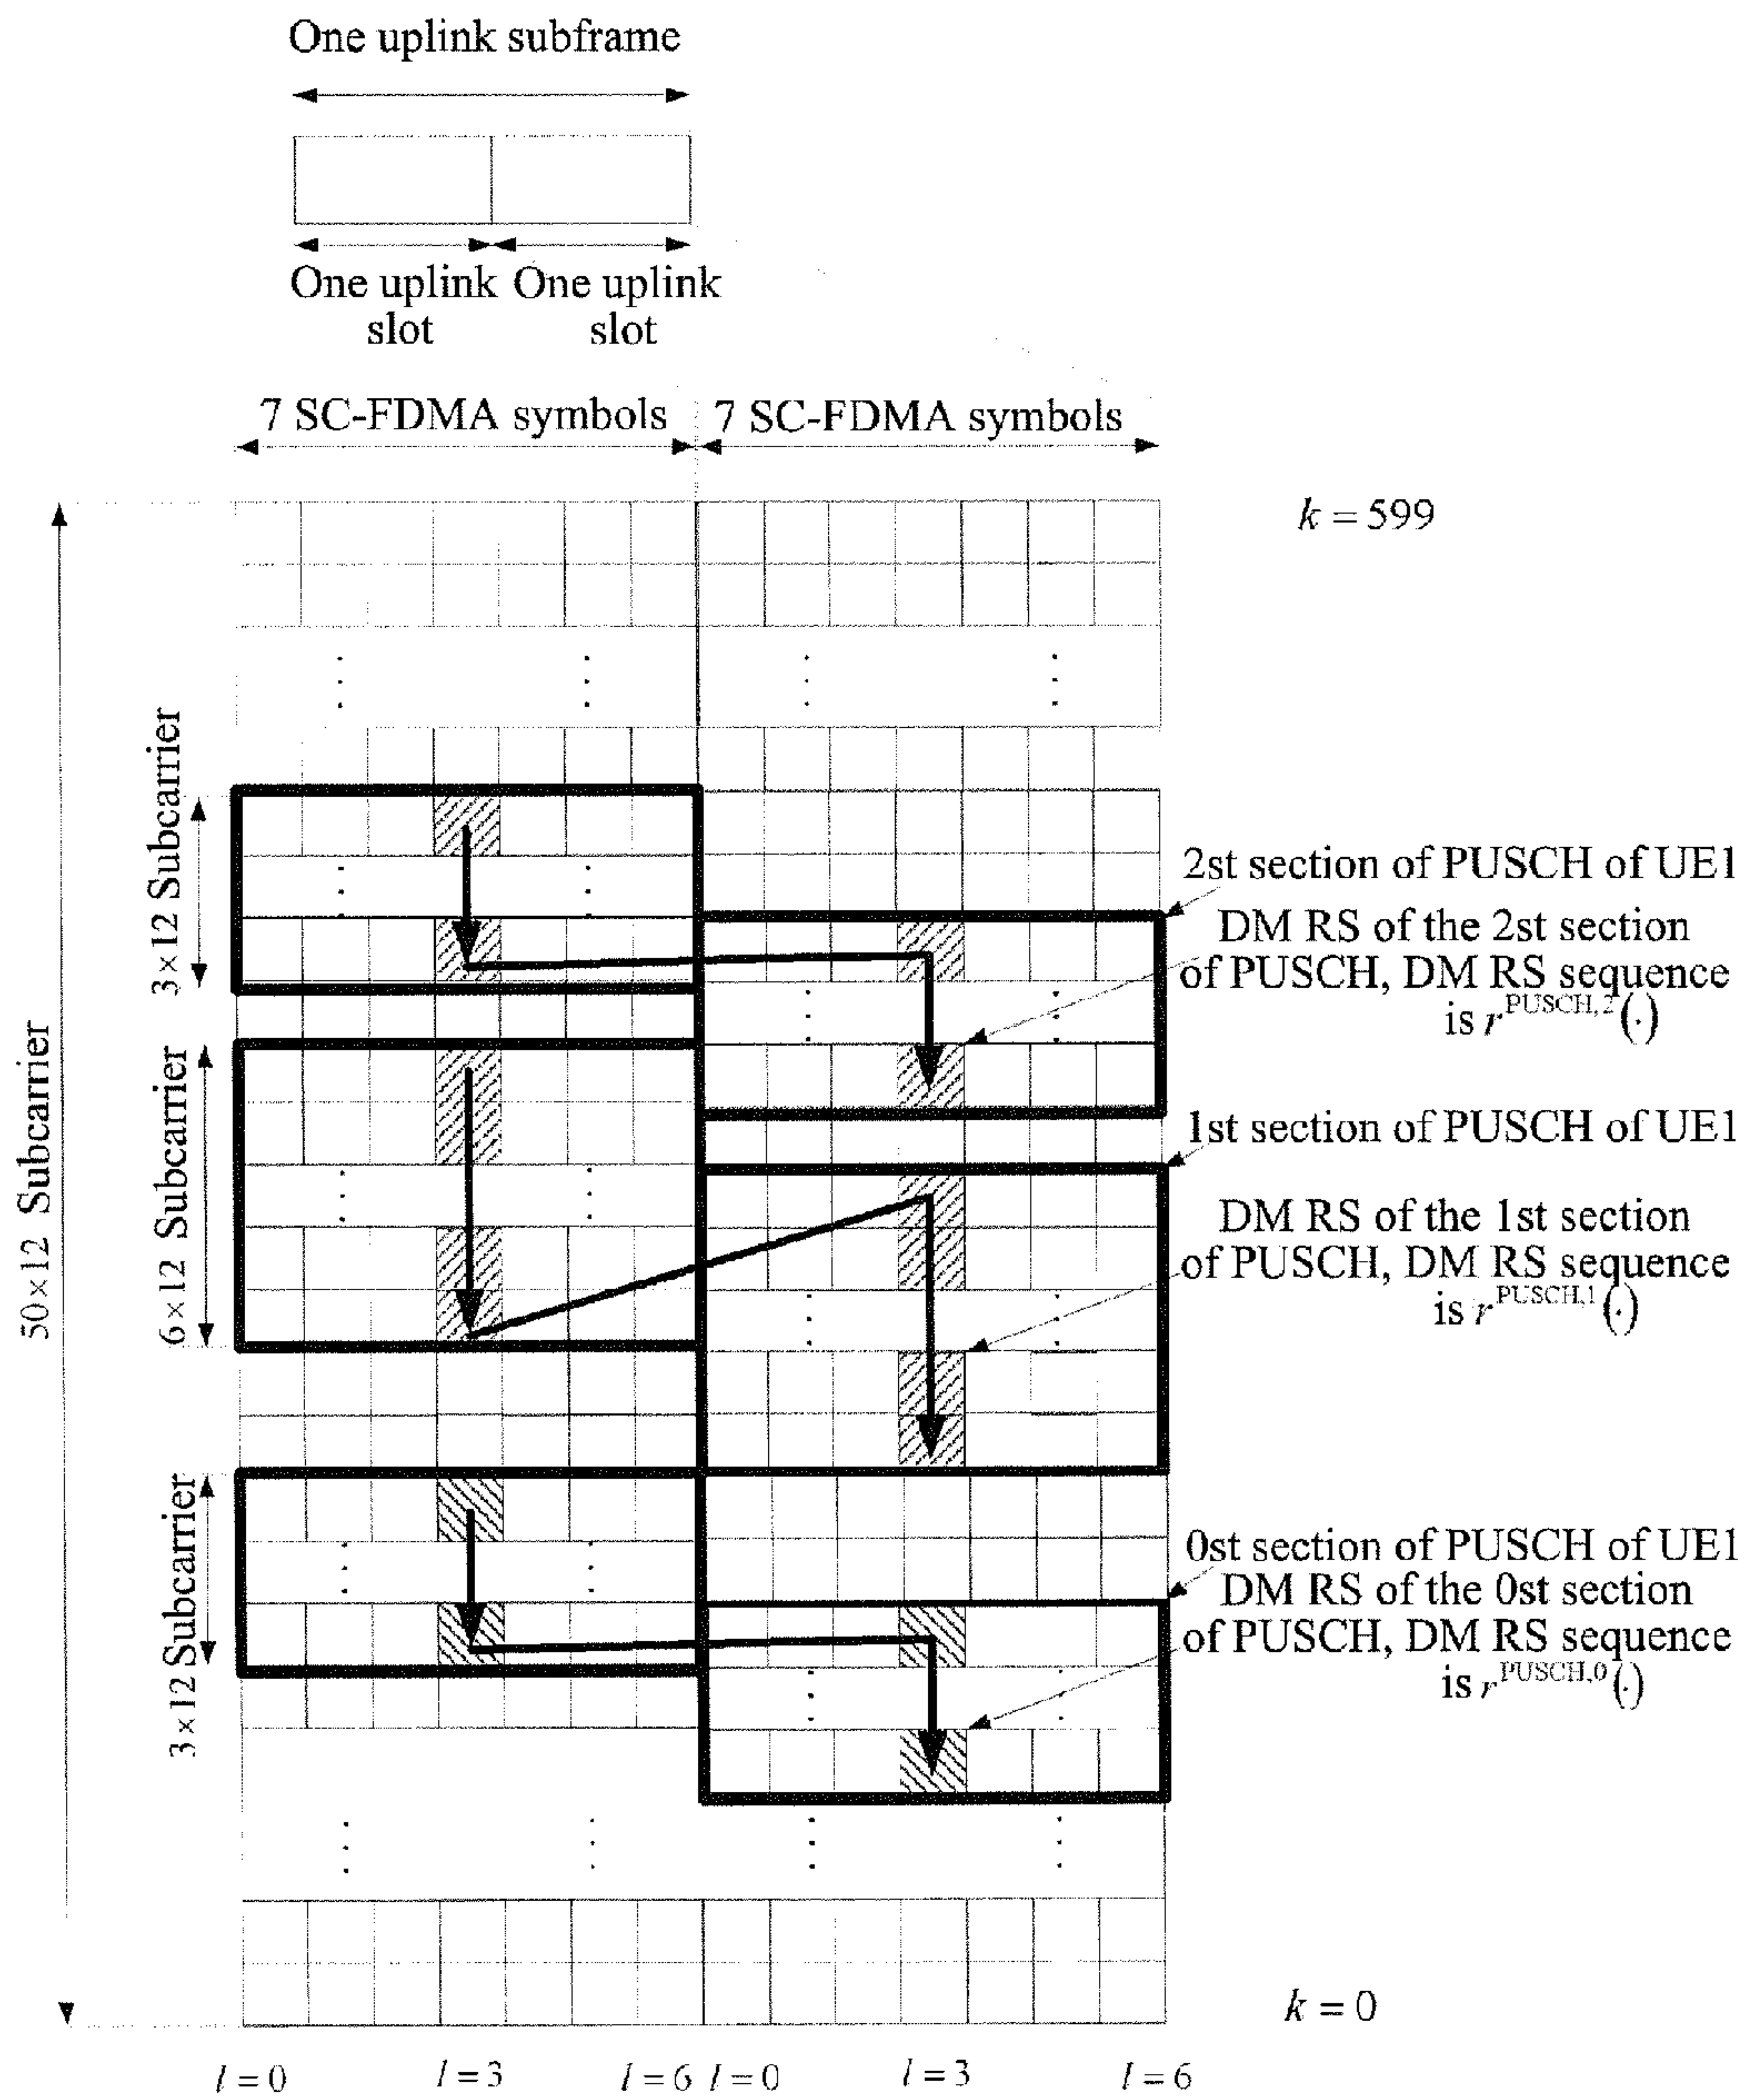 One uplink subframe
One uplink One uplink
slot slot
7 SC-FDMA symbols 7 SC-FDMA symbols
k = 599
3×12 Subcarrier
2st section of PUSCH of UE1
DM RS of the 2st section
of PUSCH, DM RS sequence
is r^PUSCH,2(·)
50×12 Subcarrier
6×12 Subcarrier
1st section of PUSCH of UE1
DM RS of the 1st section
of PUSCH, DM RS sequence
is r^PUSCH,1(·)
3×12 Subcarrier
0st section of PUSCH of UE1
DM RS of the 0st section
of PUSCH, DM RS sequence
is r^PUSCH,0(·)
k = 0
l = 0 l = 3 l = 6 l = 0 l = 3 l = 6